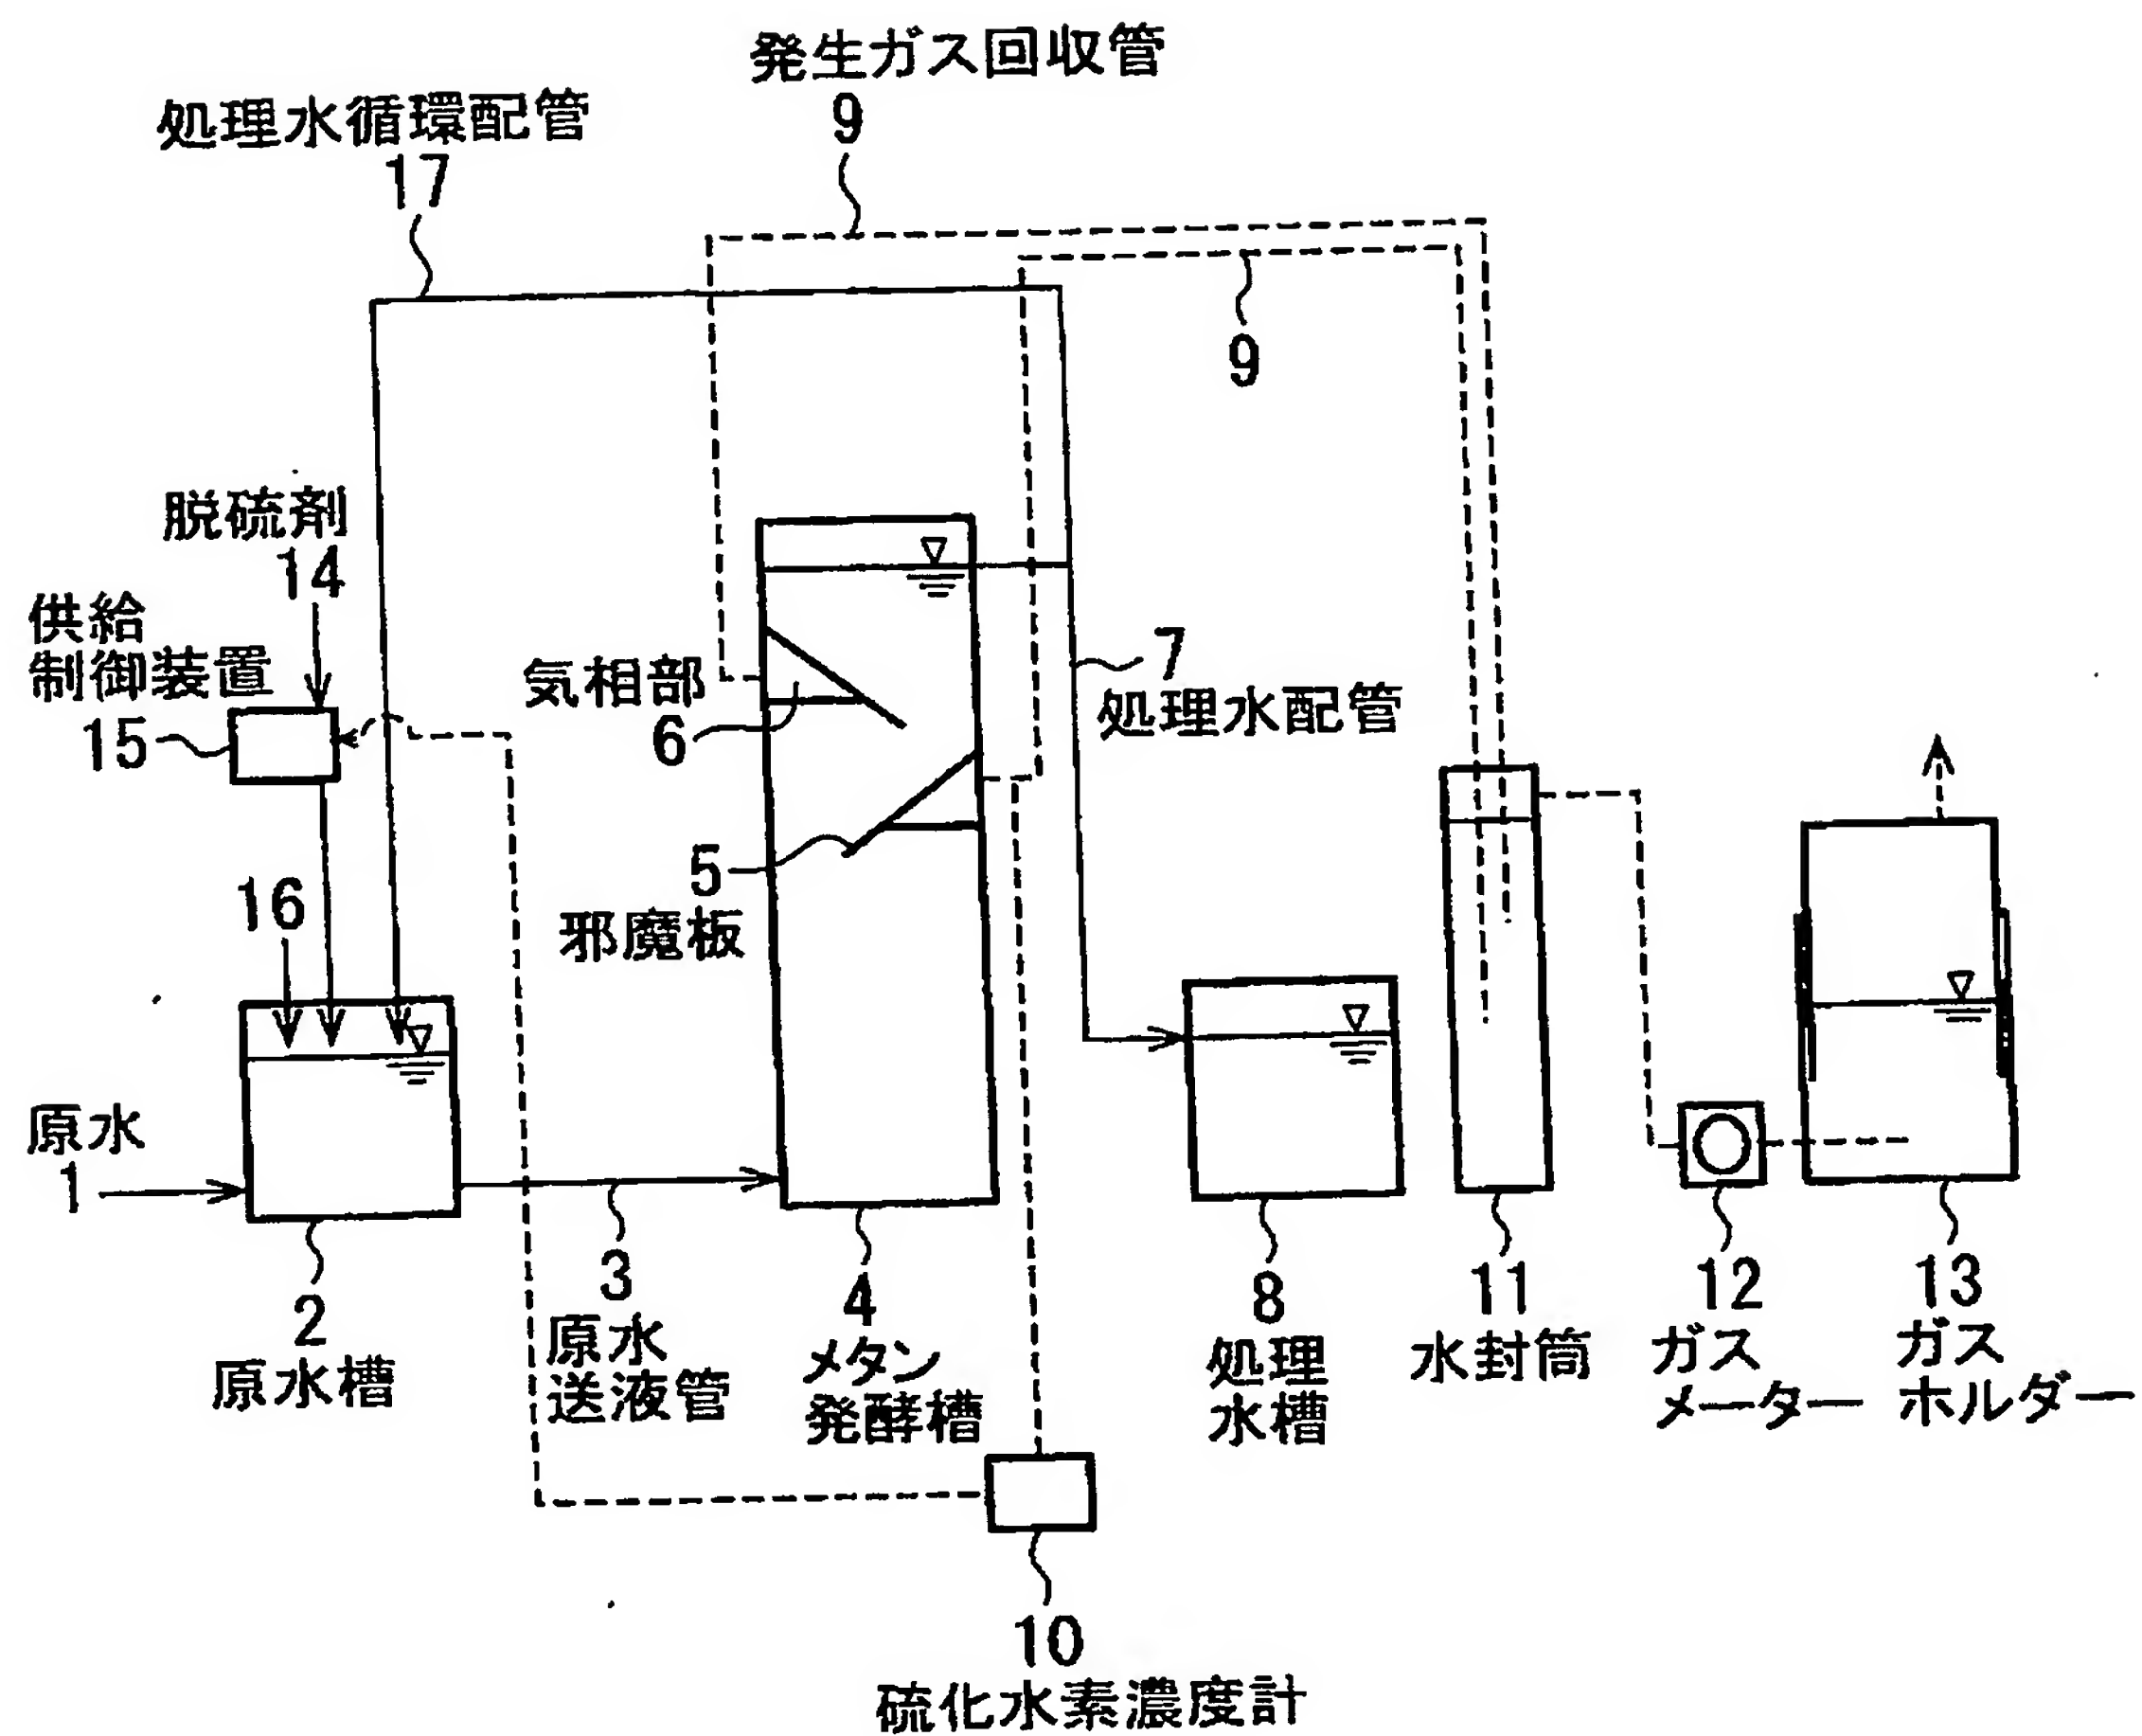 発生ガス回収管
9
処理水循環配管
17
9
脱硫剤
14
供給
制御装置
15
気相部
6
7
処理水配管
5
邪魔板
16
原水
1
2
原水槽
3
原水
送液管
4
メタン
発酵槽
8
処理
水槽
11
水封筒
12
ガス
メーター
13
ガス
ホルダー
10
硫化水素濃度計